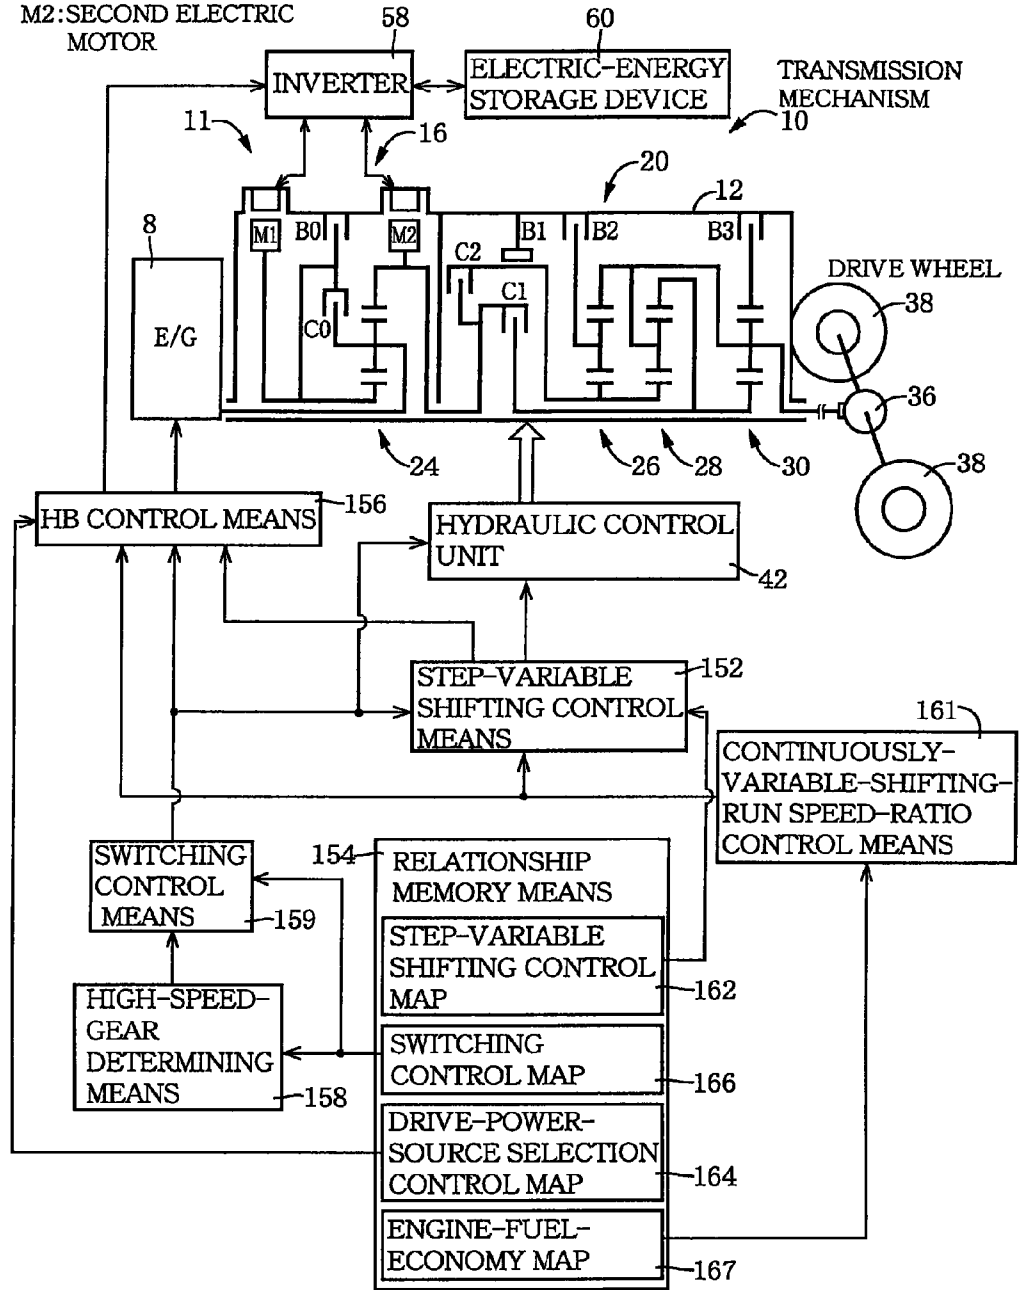 M2:SECOND ELECTRIC
MOTOR
58
60
INVERTER
ELECTRIC-ENERGY
STORAGE DEVICE
TRANSMISSION
MECHANISM
10
11
16
20
12
8
M1
B0
M2
B1
B2
B3
C2
C1
C0
E/G
DRIVE WHEEL
38
36
38
24
26
28
30
156
HB CONTROL MEANS
HYDRAULIC CONTROL
UNIT
42
152
STEP-VARIABLE
SHIFTING CONTROL
MEANS
161
CONTINUOUSLY-
VARIABLE-SHIFTING-
RUN SPEED-RATIO
CONTROL MEANS
SWITCHING
CONTROL
MEANS
159
154
RELATIONSHIP
MEMORY MEANS
STEP-VARIABLE
SHIFTING CONTROL
MAP
162
HIGH-SPEED-
GEAR
DETERMINING
MEANS
158
SWITCHING
CONTROL MAP
166
DRIVE-POWER-
SOURCE SELECTION
CONTROL MAP
164
ENGINE-FUEL-
ECONOMY MAP
167